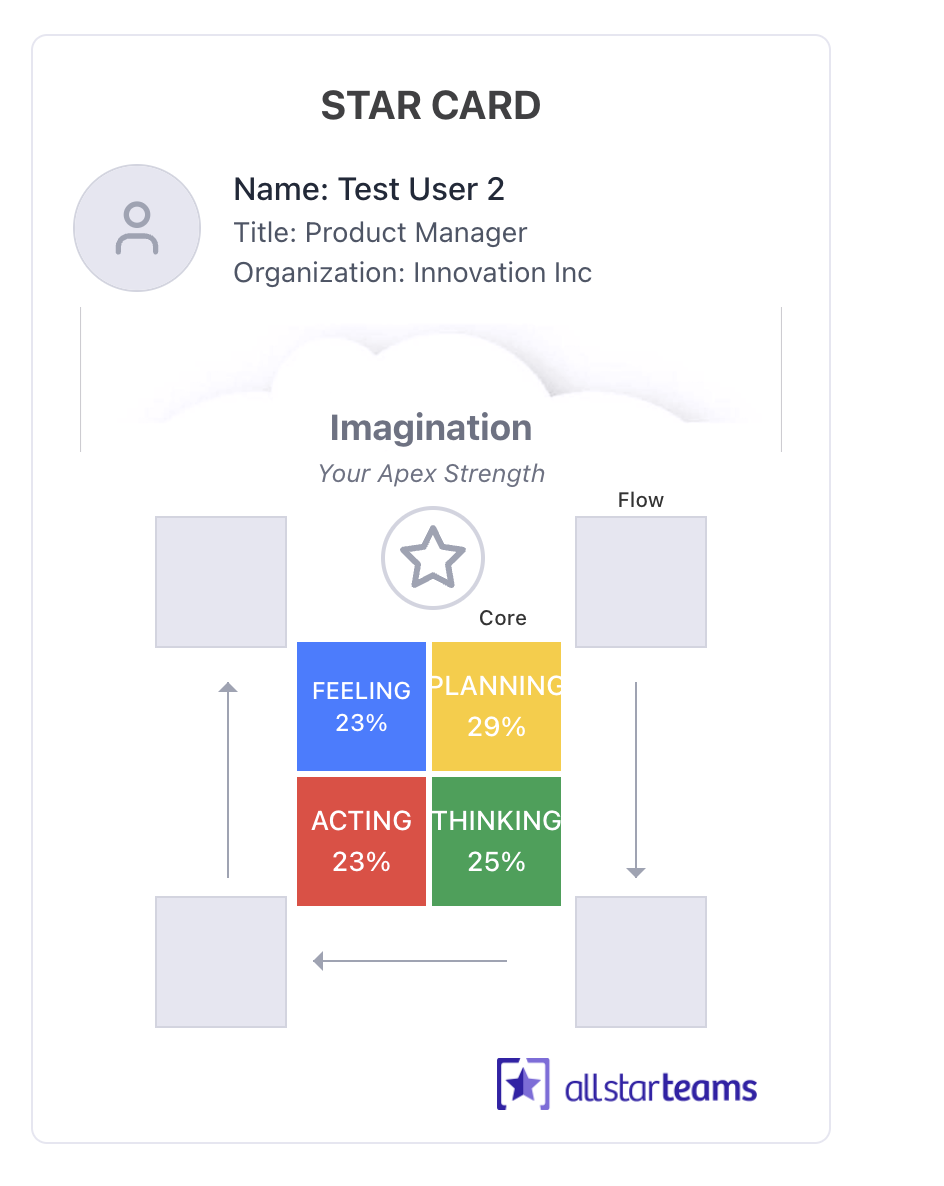 STAR CARD
Name: Test User 2
Title: Product Manager
Organization: Innovation Inc
Imagination
Your Apex Strength
Flow
Core
FEELING
23%
PLANNING
29%
ACTING
23%
THINKING
25%
allstarteams